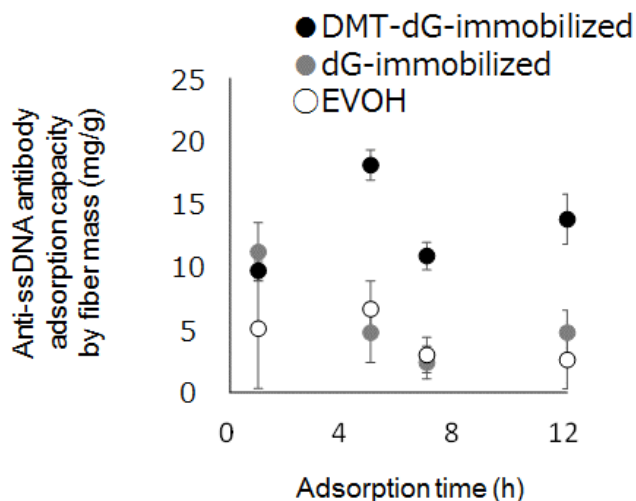 DMT-dG-immobilized
dG-immobilized
EVOH
Anti-ssDNA antibody
adsorption capacity
by fiber mass (mg/g)
25
20
15
10
5
0
0 4 8 12
Adsorption time (h)